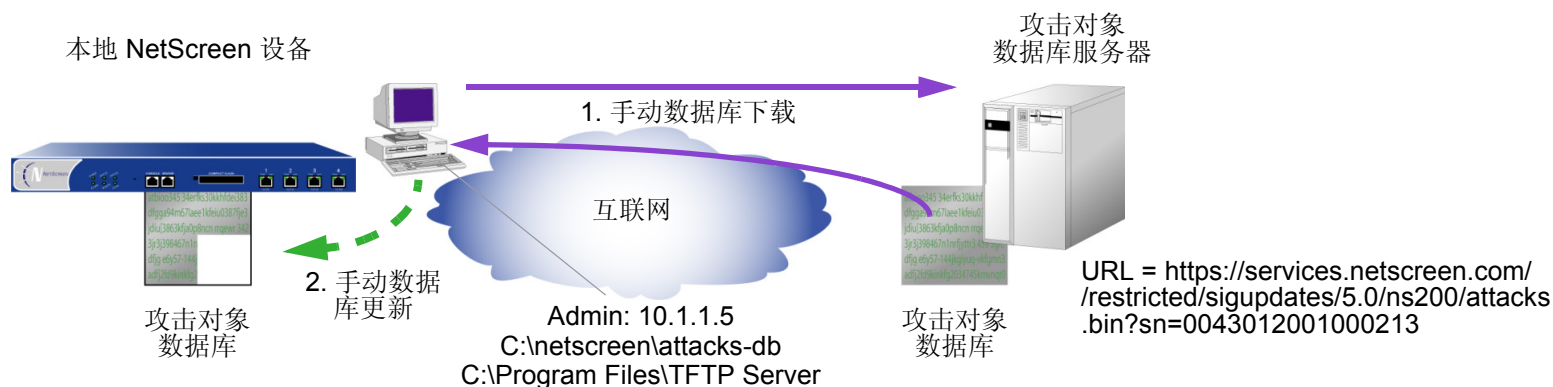 本地 NetScreen 设备
攻击对象
数据库服务器
1. 手动数据库下载
NetScreen
互联网
2. 手动数据
库更新
攻击对象
数据库
Admin: 10.1.1.5
C:\netscreen\attacks-db
C:\Program Files\TFTP Server
攻击对象
数据库
URL = https://services.netscreen.com/
/restricted/sigupdates/5.0/ns200/attacks
.bin?sn=0043012001000213